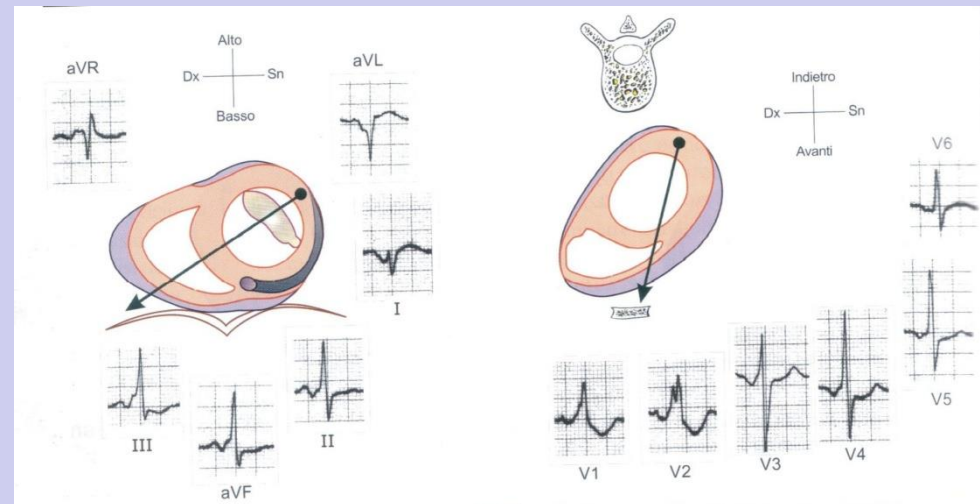 Alto
aVR
aVL
Dx
Sn
Basso
I
III
II
aVF
Indietro
Dx
Sn
Avanti
V6
V5
V1
V2
V3
V4